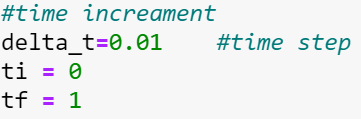 #time increament
delta_t=0.01    #time step
ti = 0
tf = 1